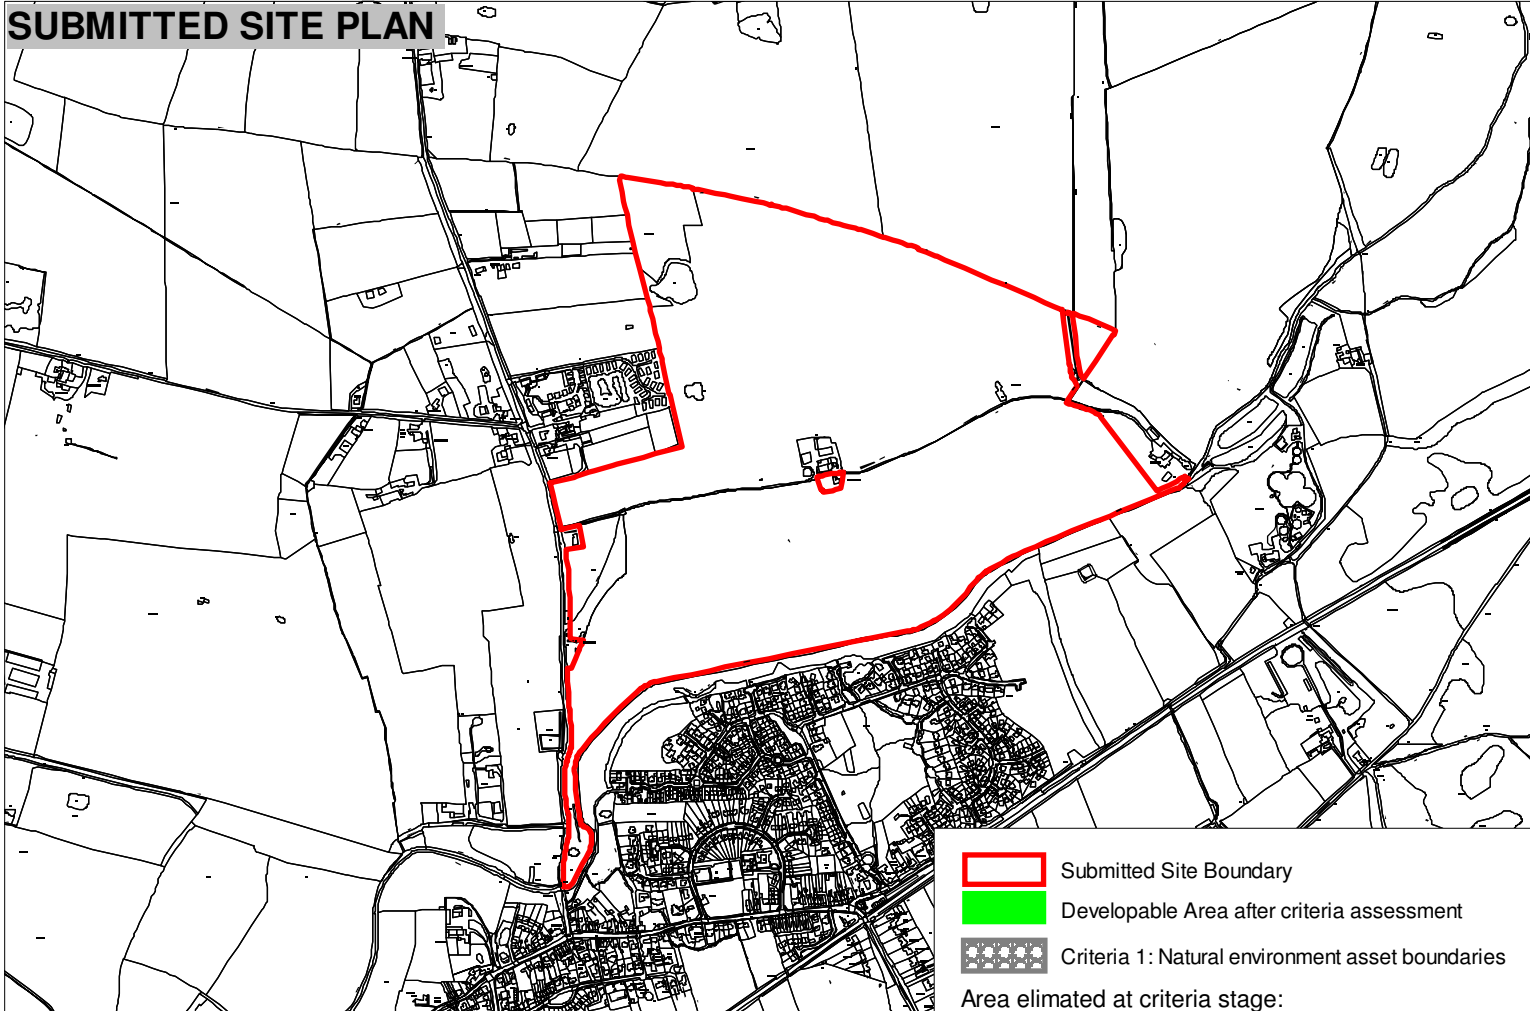 SUBMITTED SITE PLAN
Submitted Site Boundary
Developable Area after criteria assessment
Criteria 1: Natural environment asset boundaries
Area elimated at criteria stage: